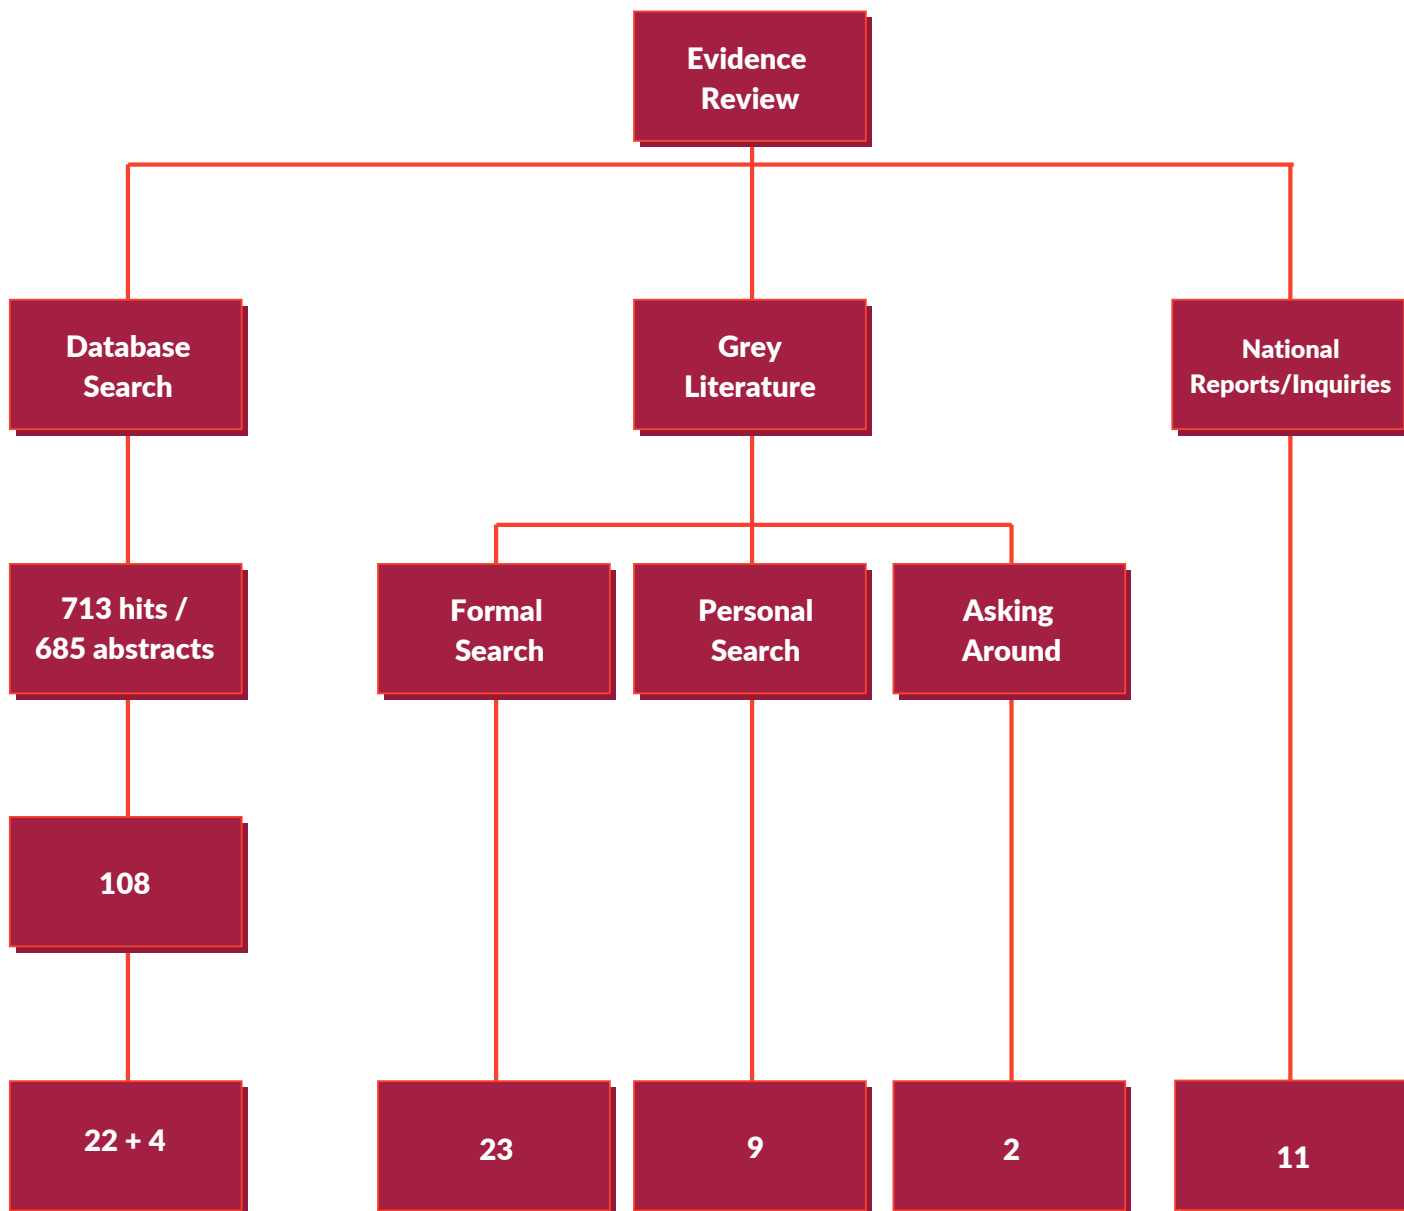 Evidence
Review
Database
Search
Grey
Literature
National
Reports/Inquiries
713 hits /
685 abstracts
Formal
Search
Personal
Search
Asking
Around
108
22 + 4
23
9
2
11